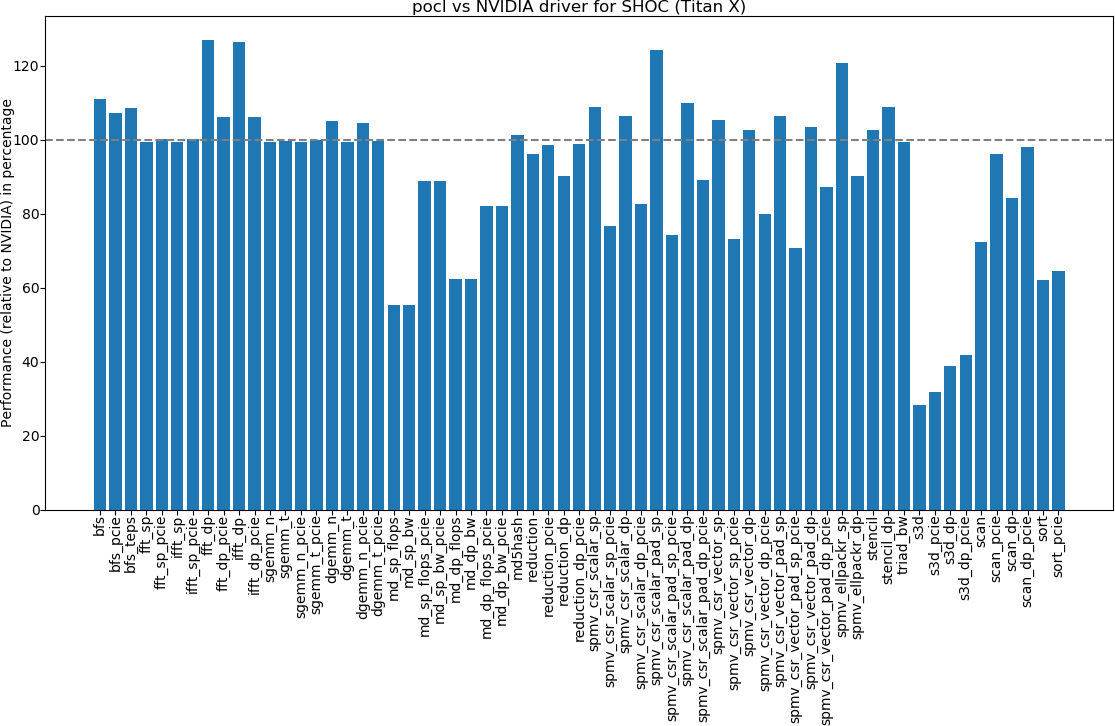 pocl vs NVIDIA driver for SHOC (Titan X)
Performance (relative to NVIDIA) in percentage
120
100
80
60
40
20
0
bfs
bfs_pcie
bfs_teps
fft_sp
fft_sp_pcie
ifft_sp
ifft_sp_pcie
fft_dp
fft_dp_pcie
ifft_dp
ifft_dp_pcie
sgemm_n
sgemm_t
sgemm_n_pcie
sgemm_t_pcie
dgemm_n
dgemm_t
dgemm_n_pcie
dgemm_t_pcie
md_sp_flops
md_sp_bw
md_sp_flops_pcie
md_sp_bw_pcie
md_dp_flops
md_dp_bw
md_dp_flops_pcie
md_dp_bw_pcie
md5hash
reduction
reduction_pcie
reduction_dp
reduction_dp_pcie
spmv_csr_scalar_sp
spmv_csr_scalar_sp_pcie
spmv_csr_scalar_dp
spmv_csr_scalar_dp_pcie
spmv_csr_scalar_pad_sp
spmv_csr_scalar_pad_sp_pcie
spmv_csr_scalar_pad_dp
spmv_csr_scalar_pad_dp_pcie
spmv_csr_vector_sp
spmv_csr_vector_sp_pcie
spmv_csr_vector_dp
spmv_csr_vector_dp_pcie
spmv_csr_vector_pad_sp
spmv_csr_vector_pad_sp_pcie
spmv_csr_vector_pad_dp
spmv_csr_vector_pad_dp_pcie
spmv_ellpackr_sp
spmv_ellpackr_dp
stencil
stencil_dp
triad_bw
s3d
s3d_pcie
s3d_dp
s3d_dp_pcie
scan
scan_pcie
scan_dp
scan_dp_pcie
sort
sort_pcie